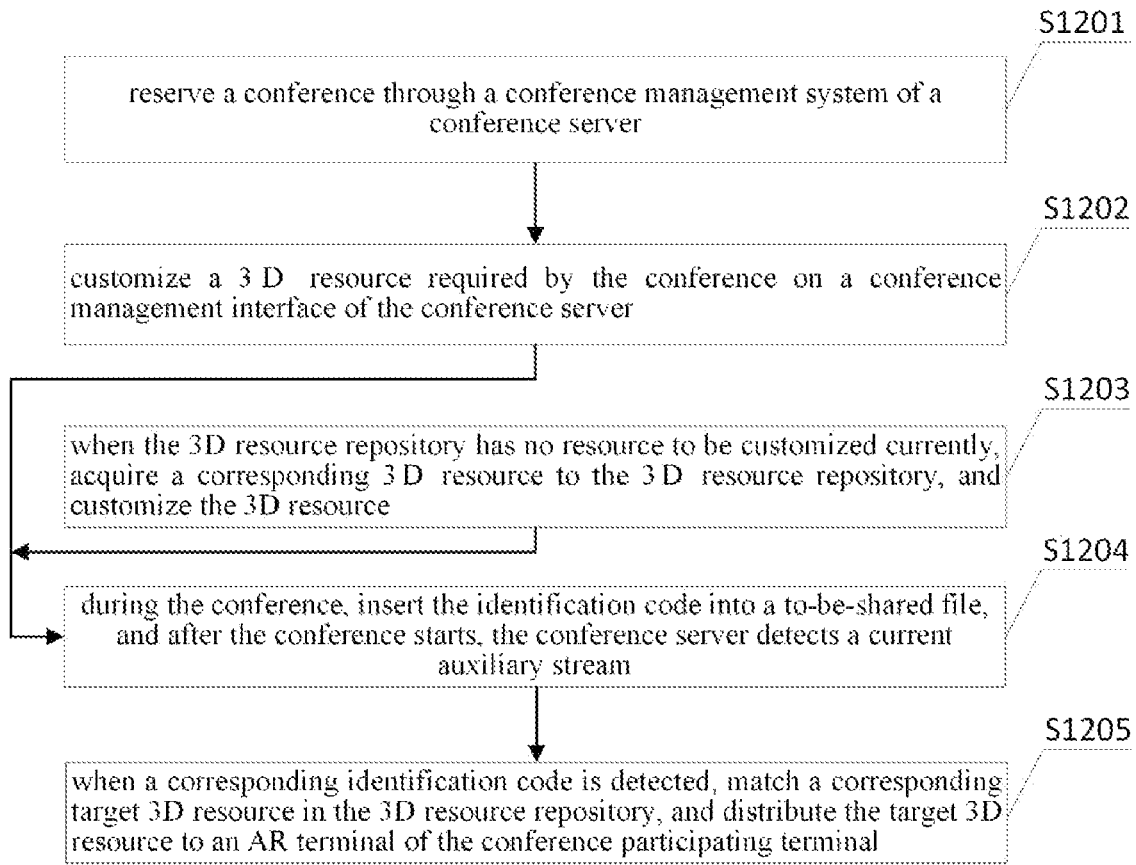 S1201
reserve a conference through a conference management system of a
conference server
S1202
customize a 3 D resource required by the conference on a conference
management interface of the conference server
S1203
when the 3D resource repository has no resource to be customized currently,
acquire a corresponding 3 D resource to the 3 D resource repository, and
customize the 3D resource
S1204
during the conference, insert the identification code into a to-be-shared file,
and after the conference starts, the conference server detects a current
auxiliary stream
S1205
when a corresponding identification code is detected, match a corresponding
target 3D resource in the 3D resource repository, and distribute the target 3D
resource to an AR terminal of the conference participating terminal